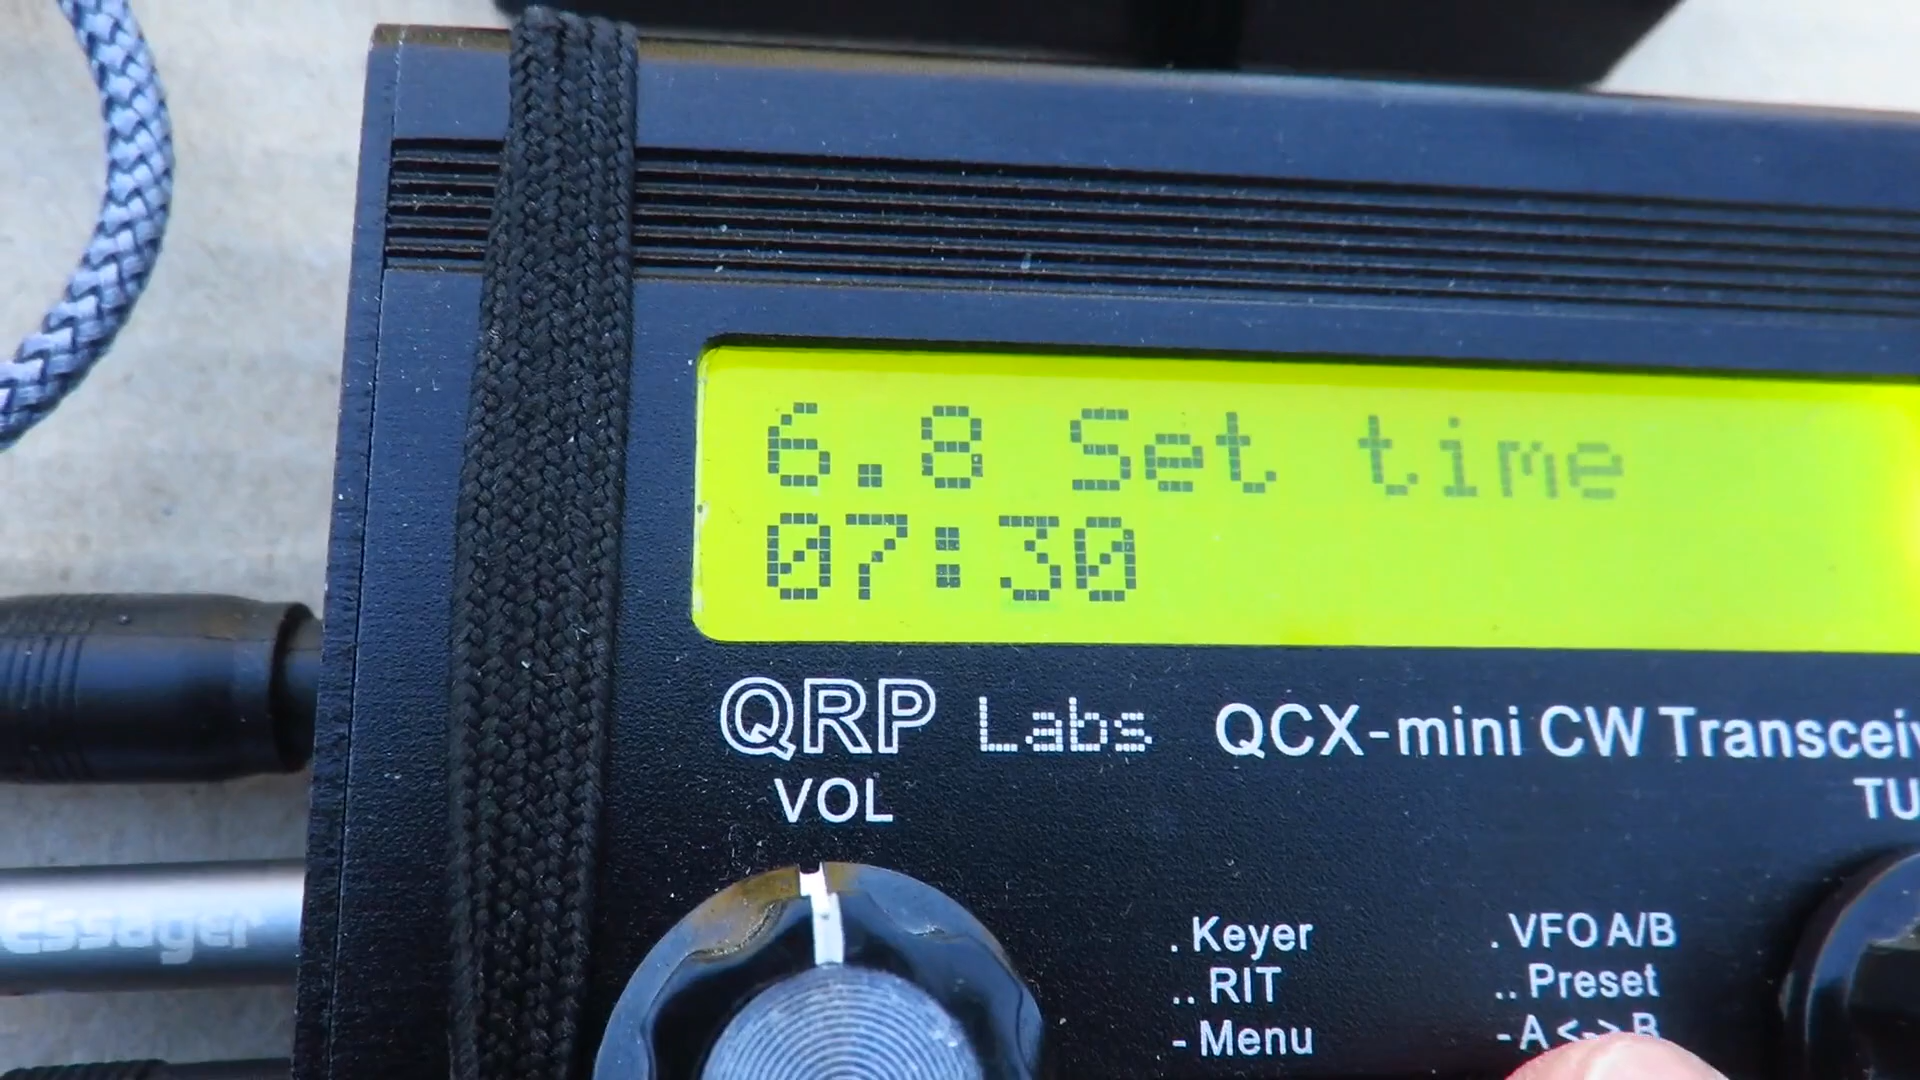 6.8 Set time
07:30
QRP Labs QCX-mini CW Transceiv
VOL
TU
Essager
. Keyer
.. RIT
- Menu
. VFO A/B
.. Preset
- A <-> B